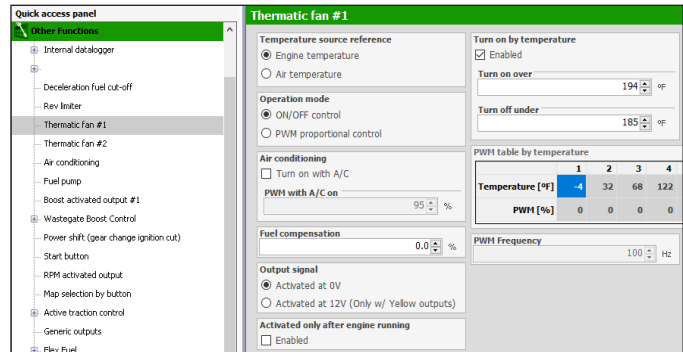 Quick access panel
Other Functions
Internal datalogger
Deceleration fuel cut-off
Rev limiter
Thermatic fan #1
Thermatic fan #2
Air conditioning
Fuel pump
Boost activated output #1
Wastegate Boost Control
Power shift (gear change ignition cut)
Start button
RPM activated output
Map selection by button
Active traction control
Generic outputs
Flex Fuel
Thermatic fan #1
Temperature source reference
Engine temperature
Air temperature
Operation mode
ON/OFF control
PWM proportional control
Air conditioning
Turn on with A/C
PWM with A/C on
95 %
Fuel compensation
0.0 %
Output signal
Activated at 0V
Activated at 12V (Only w/ Yellow outputs)
Activated only after engine running
Enabled
Turn on by temperature
Enabled
Turn on over
194 ºF
Turn off under
185 ºF
PWM table by temperature
1 2 3 4
Temperature [ºF] -4 32 68 122
PWM [%] 0 0 0 0
PWM Frequency
100 Hz